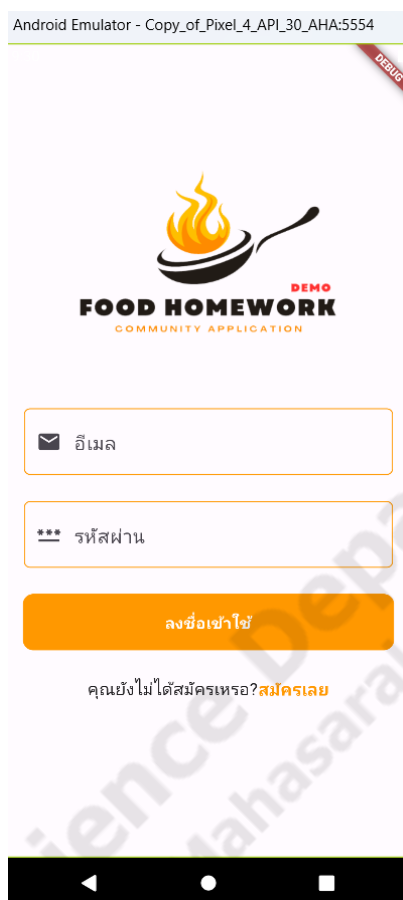 Android Emulator - Copy_of_Pixel_4_API_30_AHA:5554
DEBUG
DEMO
FOOD HOMEWORK
COMMUNITY APPLICATION
อีเมล
*** รหัสผ่าน
ลงชื่อเข้าใช้
คุณยังไม่ได้สมัครเหรอ?สมัครเลย